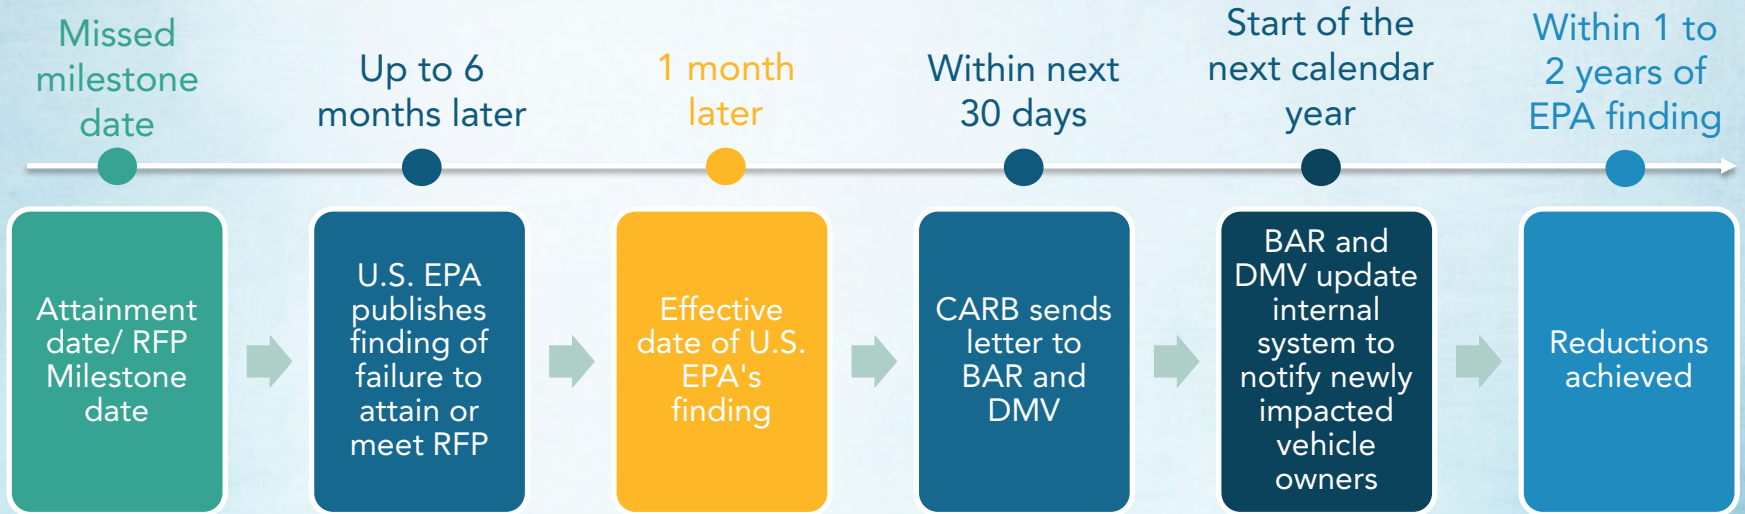 Missed
milestone
date
Up to 6
months later
1 month
later
Within next
30 days
Start of the
next calendar
year
Within 1 to
2 years of
EPA finding
Attainment
date/ RFP
Milestone
date
U.S. EPA
publishes
finding of
failure to
attain or
meet RFP
Effective
date of U.S.
EPA's
finding
CARB sends
letter to
BAR and
DMV
BAR and
DMV update
internal
system to
notify newly
impacted
vehicle
owners
Reductions
achieved